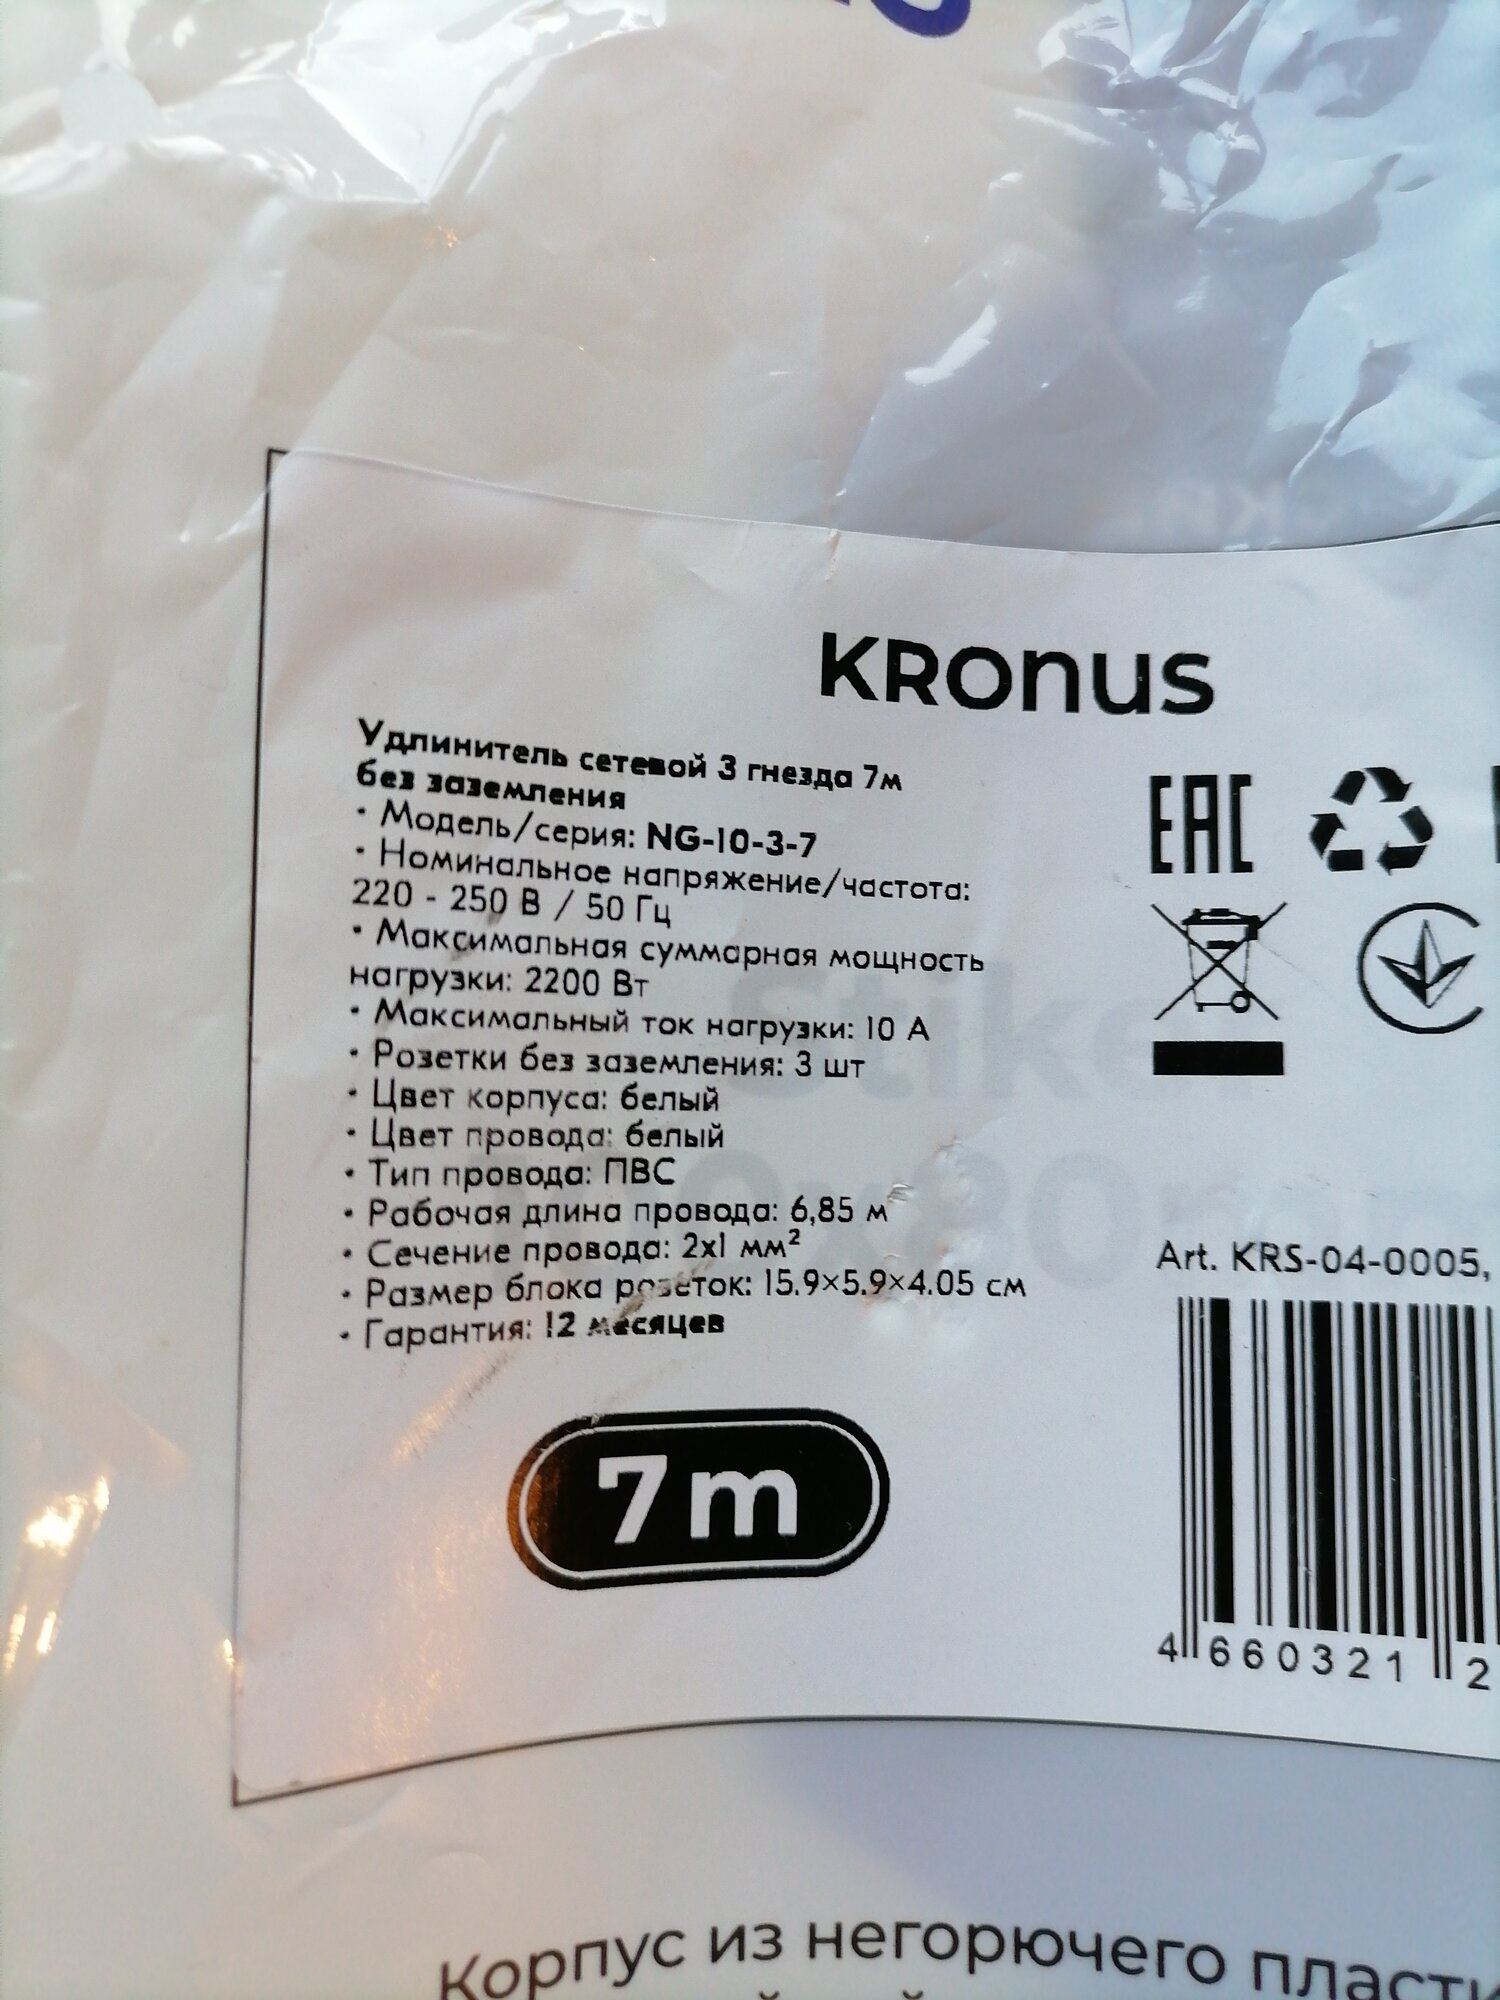 KRonus
Удлинитель сетевой 3 гнезда 7м
без заземления
• Модель/серия: NG-10-3-7
• Номинальное напряжение/частота:
220 - 250 В / 50 Гц
• Максимальная суммарная мощность
нагрузки: 2200 Вт
• Максимальный ток нагрузки: 10 А
• Розетки без заземления: 3 шт
• Цвет корпуса: белый
• Цвет провода: белый
• Тип провода: ПВС
• Рабочая длина провода: 6,85 м
• Сечение провода: 2x1 мм²
• Размер блока розеток: 15.9×5.9×4.05 см
• Гарантия: 12 месяцев
7m
EAC
Art. KRS-04-0005,
4 660321 2
Корпус из негорючего